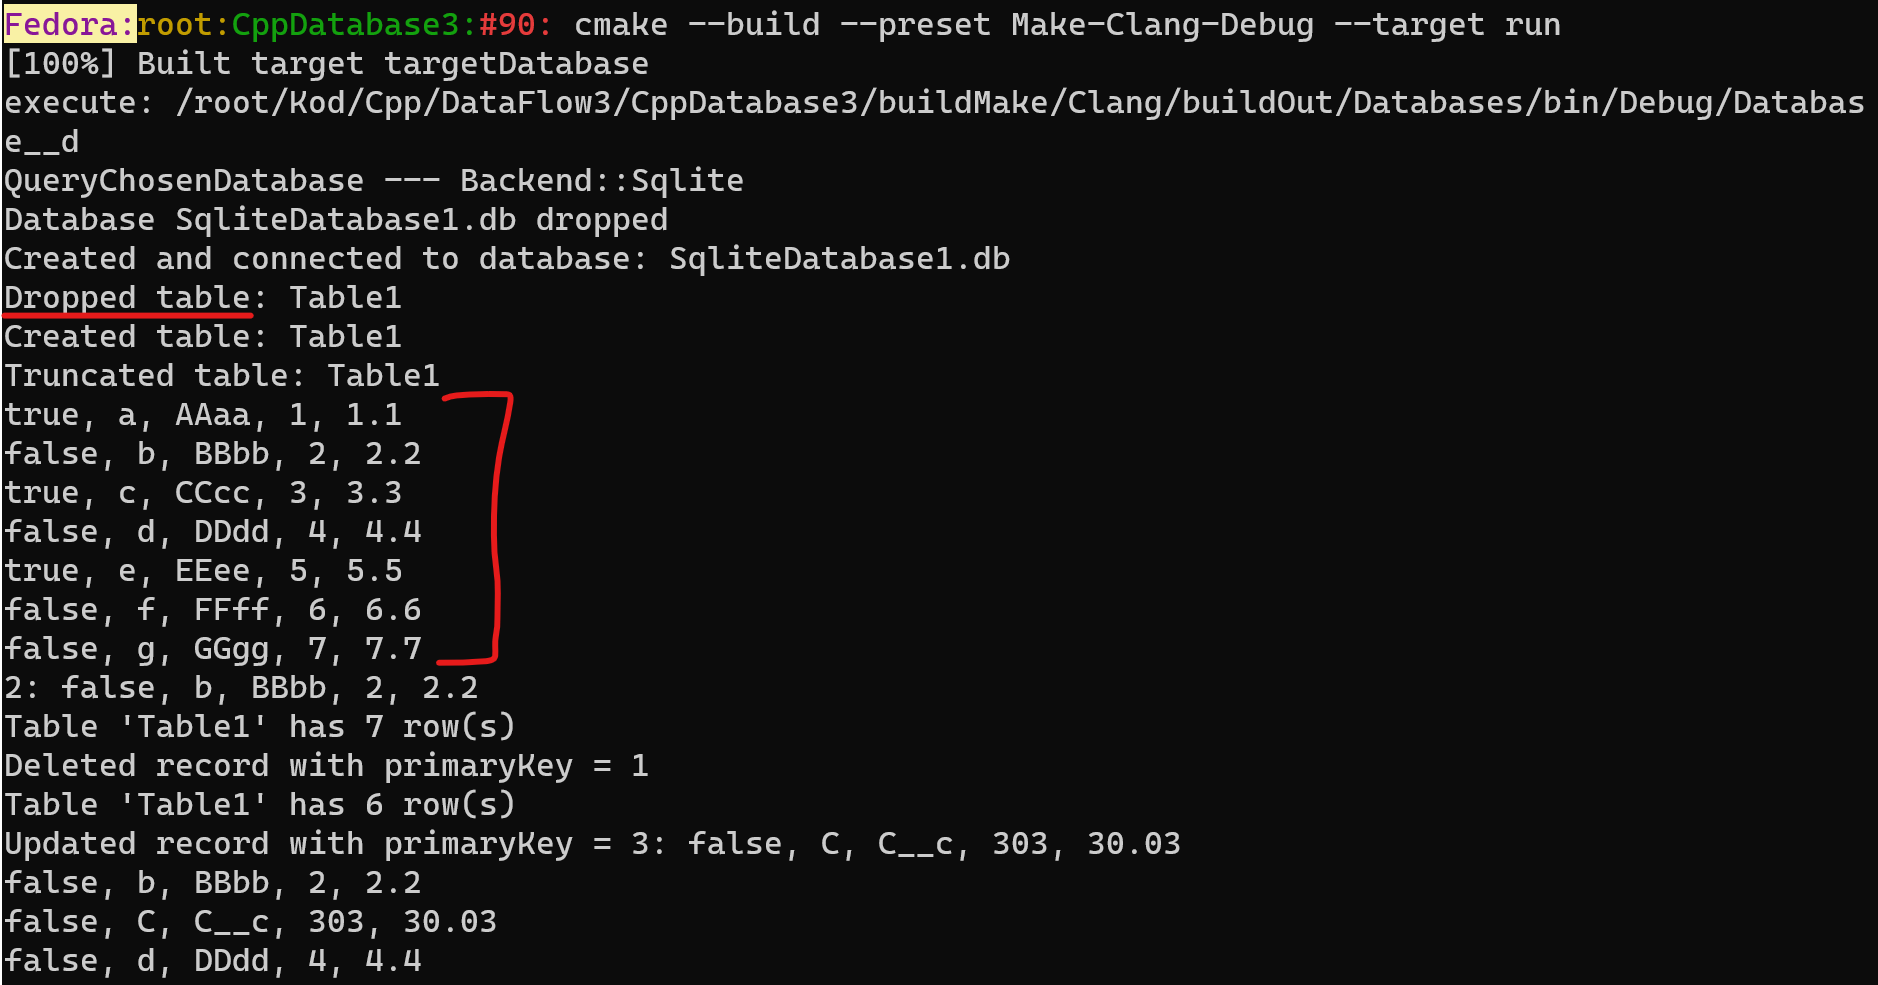 Fedora:root:CppDatabase3:#90: cmake --build --preset Make-Clang-Debug --target run
[100%] Built target targetDatabase
execute: /root/Kod/Cpp/DataFlow3/CppDatabase3/buildMake/Clang/buildOut/Databases/bin/Debug/Databas
e__d
QueryChosenDatabase --- Backend::Sqlite
Database SqliteDatabase1.db dropped
Created and connected to database: SqliteDatabase1.db
Dropped table: Table1
Created table: Table1
Truncated table: Table1
true, a, AAaa, 1, 1.1
false, b, BBbb, 2, 2.2
true, c, CCcc, 3, 3.3
false, d, DDdd, 4, 4.4
true, e, EEee, 5, 5.5
false, f, FFff, 6, 6.6
false, g, GGgg, 7, 7.7
2: false, b, BBbb, 2, 2.2
Table 'Table1' has 7 row(s)
Deleted record with primaryKey = 1
Table 'Table1' has 6 row(s)
Updated record with primaryKey = 3: false, C, C__c, 303, 30.03
false, b, BBbb, 2, 2.2
false, C, C__c, 303, 30.03
false, d, DDdd, 4, 4.4